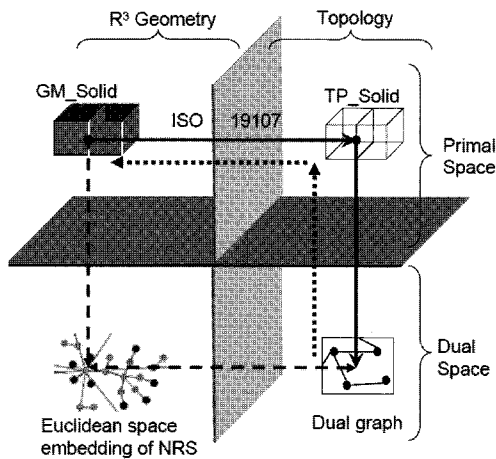 R³ Geometry
Topology
GM_Solid
TP_Solid
ISO 19107
Primal
Space
Dual
Space
Euclidean space
embedding of NRS
Dual graph